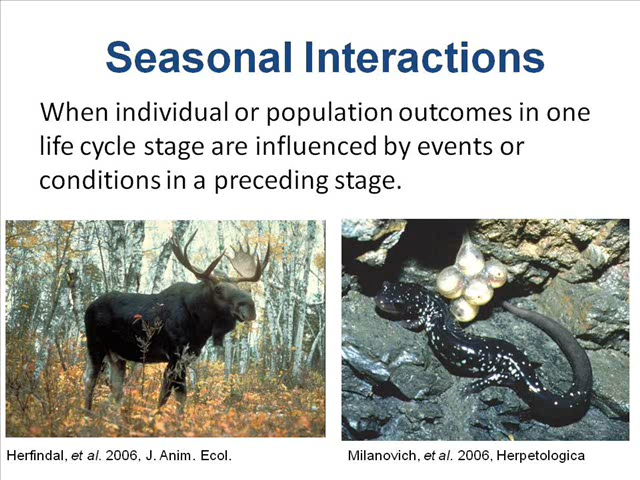 Seasonal Interactions
When individual or population outcomes in one
life cycle stage are influenced by events or
conditions in a preceding stage.
Herfindal, et al. 2006, J. Anim. Ecol.
Milanovich, et al. 2006, Herpetologica